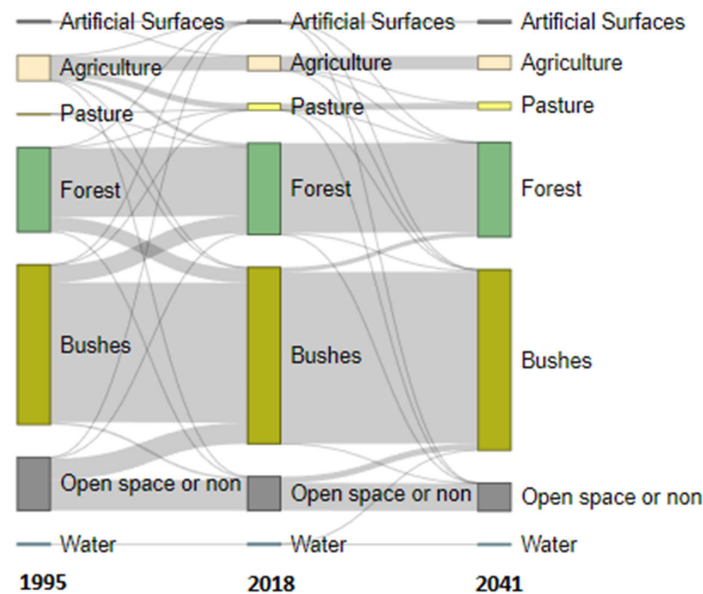 Artificial Surfaces Artificial Surfaces Artificial Surfaces
Agriculture Agriculture Agriculture
Pasture Pasture Pasture
Forest Forest Forest
Bushes Bushes Bushes
Open space or non Open space or non Open space or non
Water Water Water
1995 2018 2041